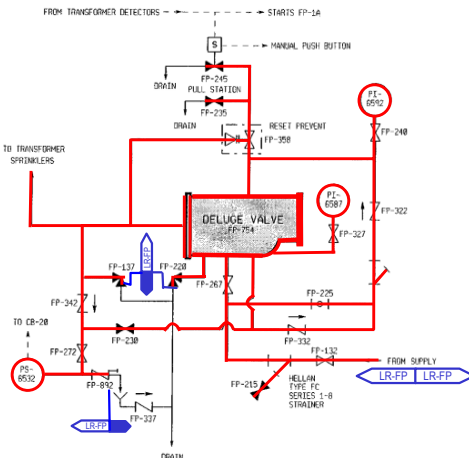 FROM TRANSFORMER DETECTORS
STARTS FP-1A
S
MANUAL PUSH BUTTON
DRAIN
FP-245
PULL STATION
FP-235
DRAIN
RESET PREVENT
FP-358
PI-
6592
FP-240
TO TRANSFORMER
SPRINKLERS
PI-
6587
FP-327
FP-322
DELUGE VALVE
FP-754
LR-FP
FP-137
FP-220
FP-267
FP-225
FP-342
TO CB-20
FP-230
FP-332
FP-272
FP-132
FROM SUPPLY
PS-
6532
FP-892
FP-215
HELLAN
TYPE FC
SERIES 1-8
STRAINER
LR-FP
LR-FP
LR-FP
FP-337
DRAIN